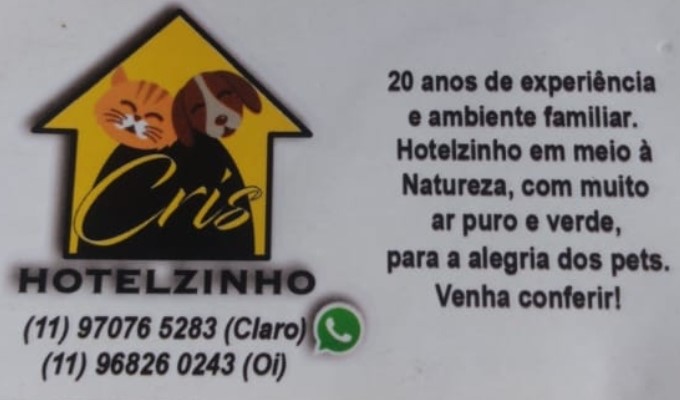 Cris
HOTELZINHO
(11) 97076 5283 (Claro)
(11) 96826 0243 (Oi)
20 anos de experiência
e ambiente familiar.
Hotelzinho em meio à
Natureza, com muito
ar puro e verde,
para a alegria dos pets.
Venha conferir!